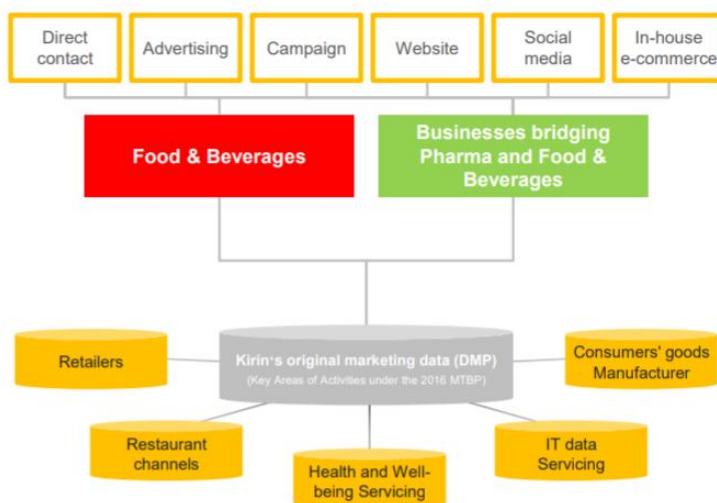 Direct
contact
Advertising
Campaign
Website
Social
media
In-house
e-commerce
Food & Beverages
Businesses bridging
Pharma and Food &
Beverages
Kirin's original marketing data (DMP)
(Key Areas of Activities under the 2016 MTBP)
Retailers
Consumers' goods
Manufacturer
Restaurant
channels
IT data
Servicing
Health and Well-
being Servicing